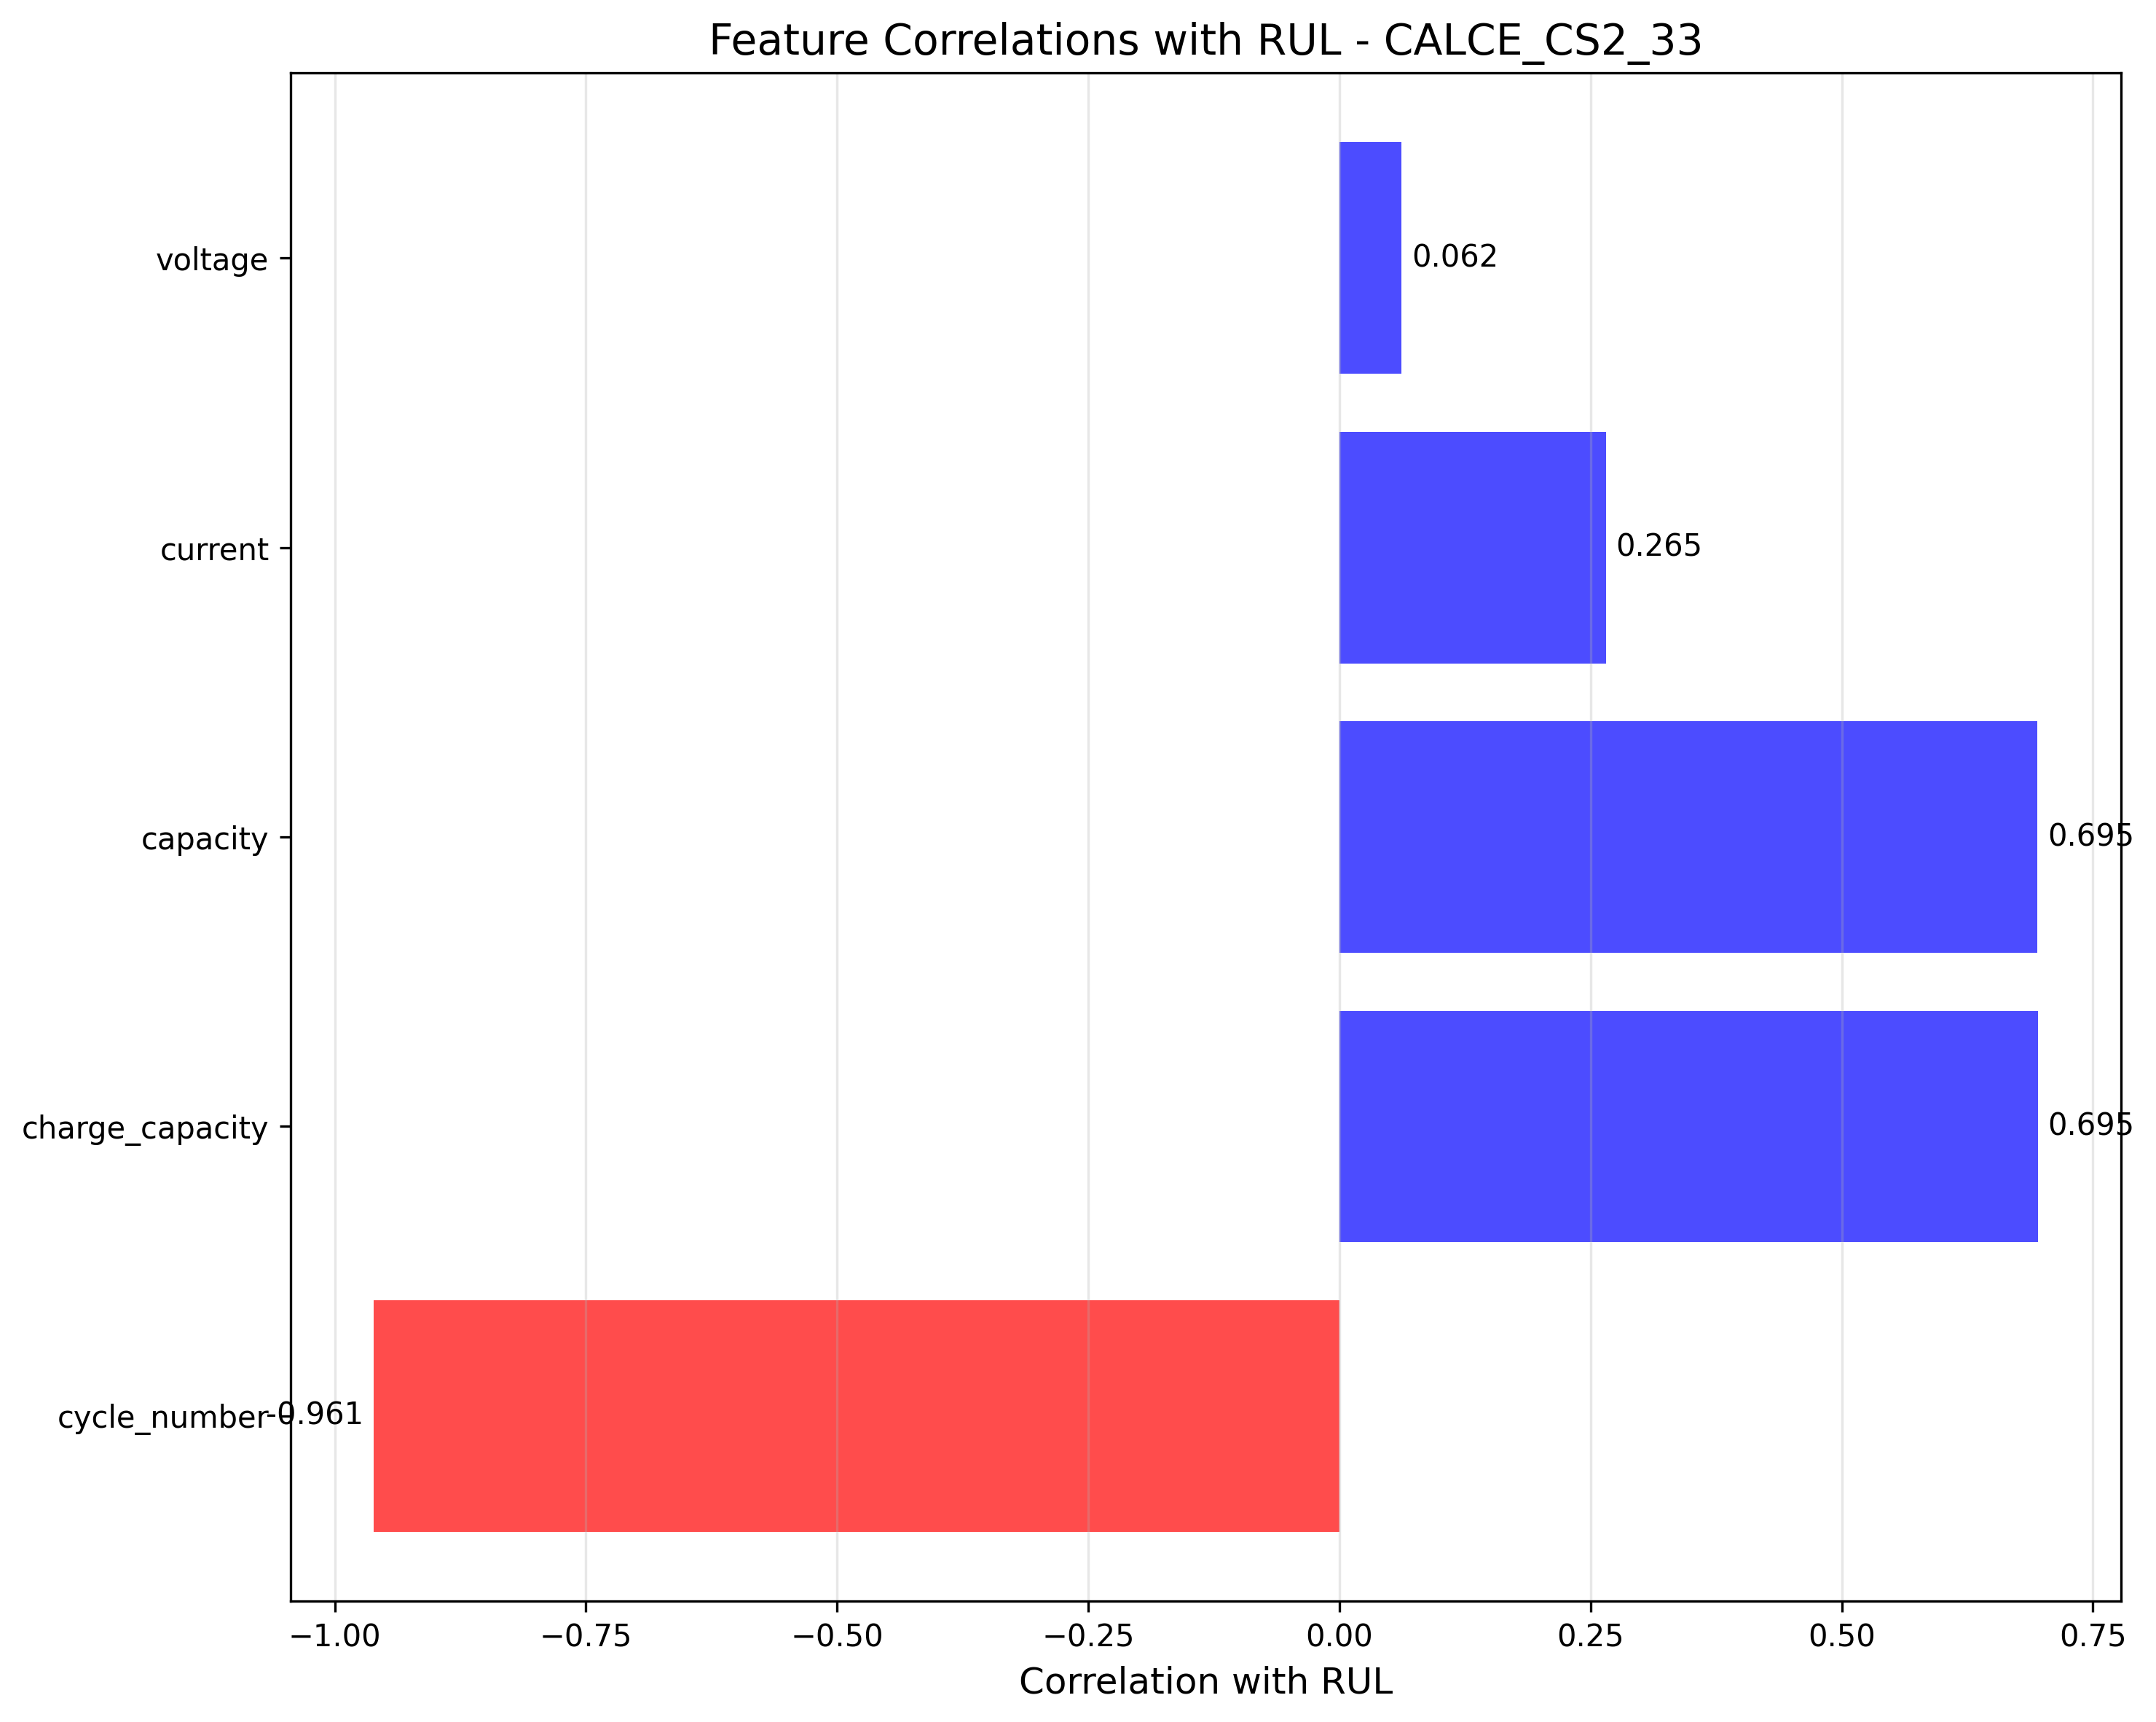 Feature Correlations with RUL - CALCE_CS2_33
voltage
0.062
current
0.265
capacity
0.695
charge_capacity
0.695
cycle_number
-0.961
−1.00
−0.75
−0.50
−0.25
0.00
0.25
0.50
0.75
Correlation with RUL